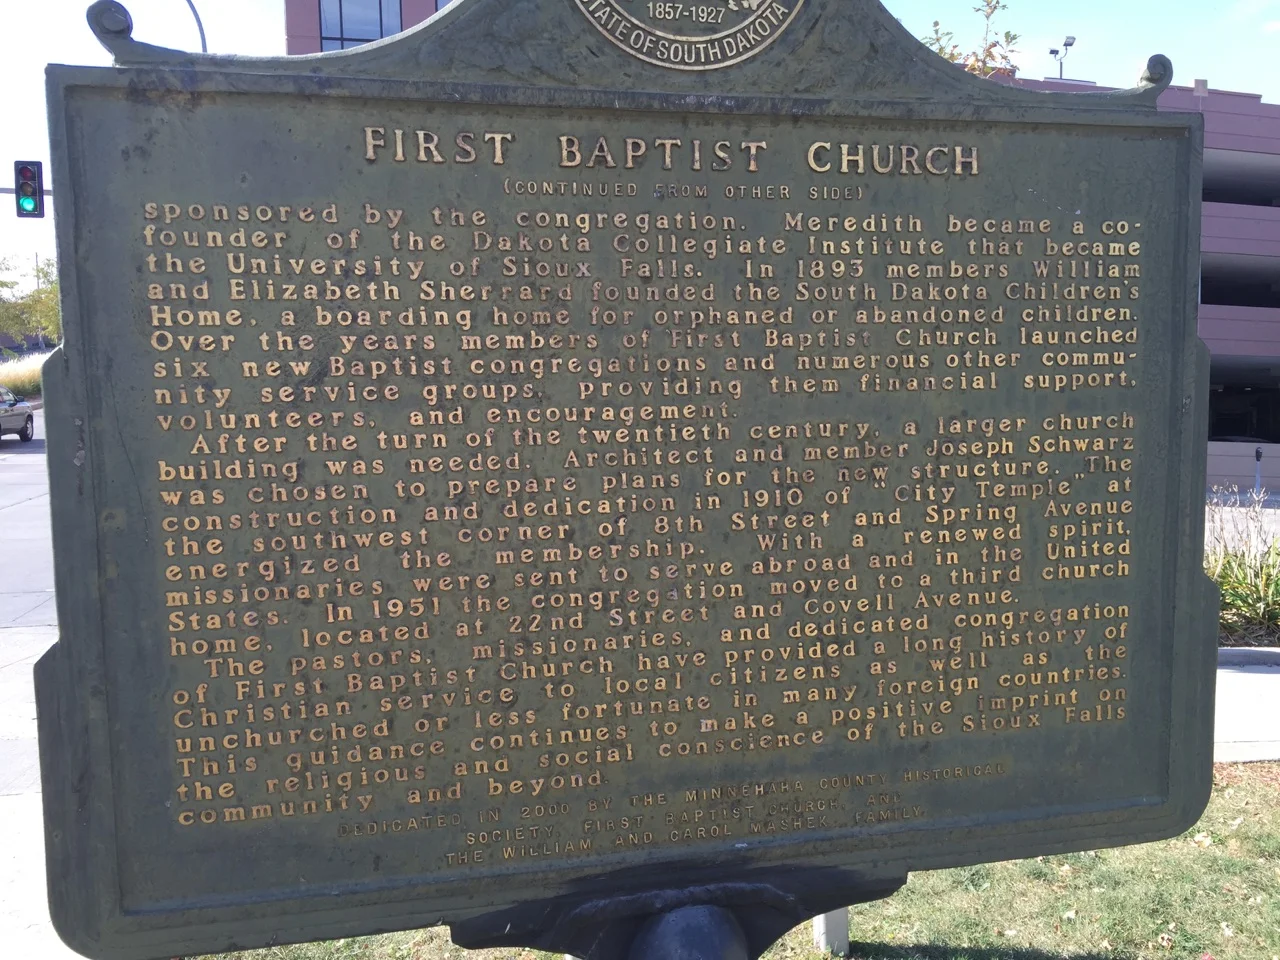 1857-1927
STATE OF SOUTH DAKOTA
FIRST BAPTIST CHURCH
(CONTINUED FROM OTHER SIDE)
sponsored by the congregation. Meredith became a co-
founder of the Dakota Collegiate Institute that became
the University of Sioux Falls. In 1893 members William
and Elizabeth Sherrard founded the South Dakota Children's
Home, a boarding home for orphaned or abandoned children.
Over the years members of First Baptist Church launched
six new Baptist congregations and numerous other commu-
nity service groups, providing them financial support,
volunteers, and encouragement.
After the turn of the twentieth century, a larger church
building was needed. Architect and member Joseph Schwarz
was chosen to prepare plans for the new structure. The
construction and dedication in 1910 of "City Temple" at
the southwest corner of 8th Street and Spring Avenue
energized the membership. With a renewed spirit,
missionaries were sent to serve abroad and in the United
States. In 1951 the congregation moved to a third church
home, located at 22nd Street and Covell Avenue.
The pastors, missionaries, and dedicated congregation
of First Baptist Church have provided a long history of
Christian service to local citizens as well as the
unchurched or less fortunate in many foreign countries.
This guidance continues to make a positive imprint on
the religious and social conscience of the Sioux Falls
community and beyond.
DEDICATED IN 2000 BY THE MINNEHAHA COUNTY HISTORICAL
SOCIETY, FIRST BAPTIST CHURCH, AND
THE WILLIAM AND CAROL MASHEK FAMILY